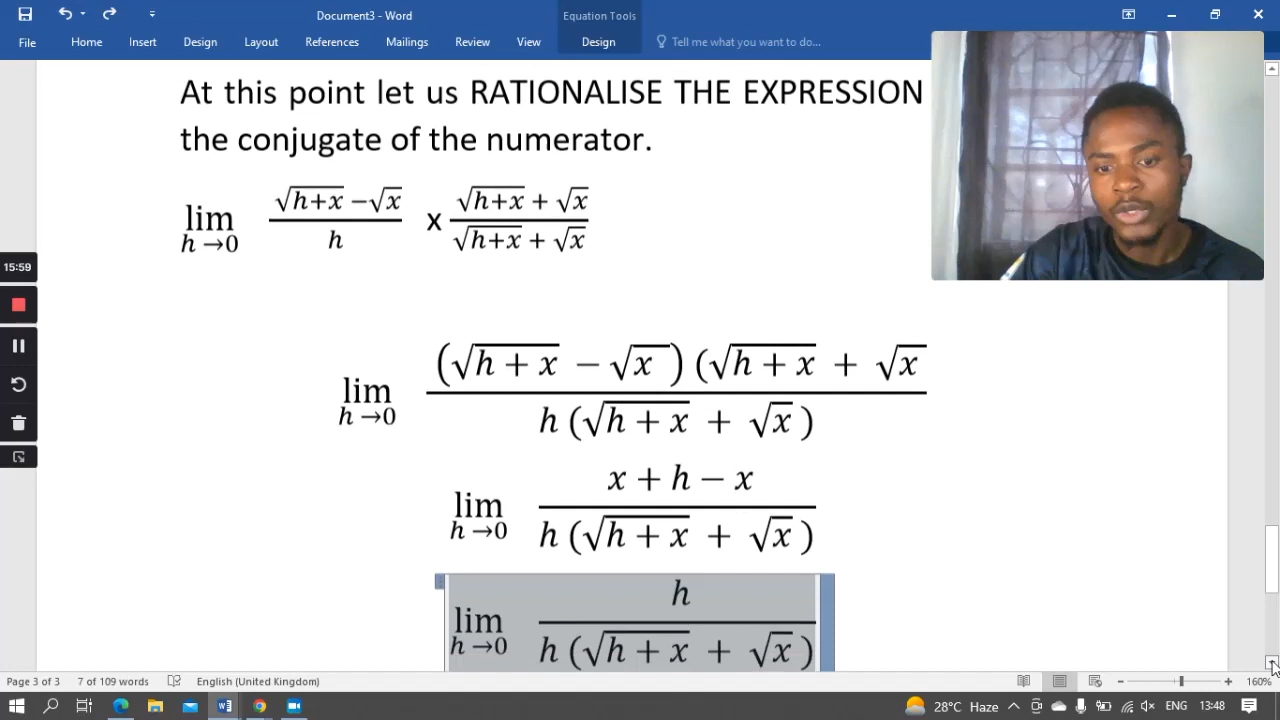 Document3 - Word
Equation Tools
File Home Insert Design Layout References Mailings Review View Design Tell me what you want to do...
At this point let us RATIONALISE THE EXPRESSION
the conjugate of the numerator.
lim h→0 (√(h+x) −√x)/h x (√(h+x) + √x)/(√(h+x) + √x)
15:59
lim h→0 (√(h + x) − √x ) (√(h + x) + √x / h (√(h + x) + √x )
lim h→0 x + h − x / h (√(h + x) + √x )
lim h→0 h / h (√(h + x) + √x )
Page 3 of 3 7 of 109 words English (United Kingdom) 160%
28°C Haze ENG 13:48